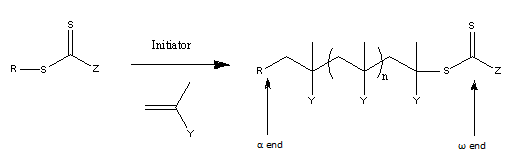 S
R S Z
Initiator
Y
S
R n S Z
Y Y Y
α end ω end